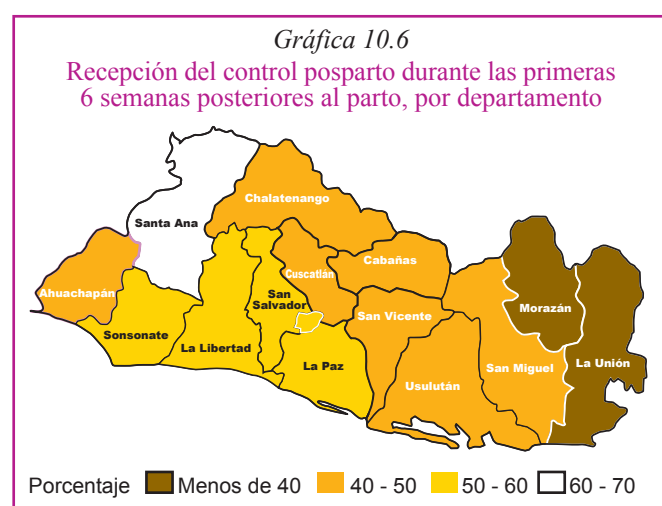 Gráfica 10.6
Recepción del control posparto durante las primeras
6 semanas posteriores al parto, por departamento
Chalatenango
Santa Ana
Cabañas
Cuscatlán
Ahuachapán
San
Salvador
Morazán
San Vicente
Sonsonate
La Libertad
La Paz
San Miguel
La Unión
Usulután
Porcentaje Menos de 40 40 - 50 50 - 60 60 - 70